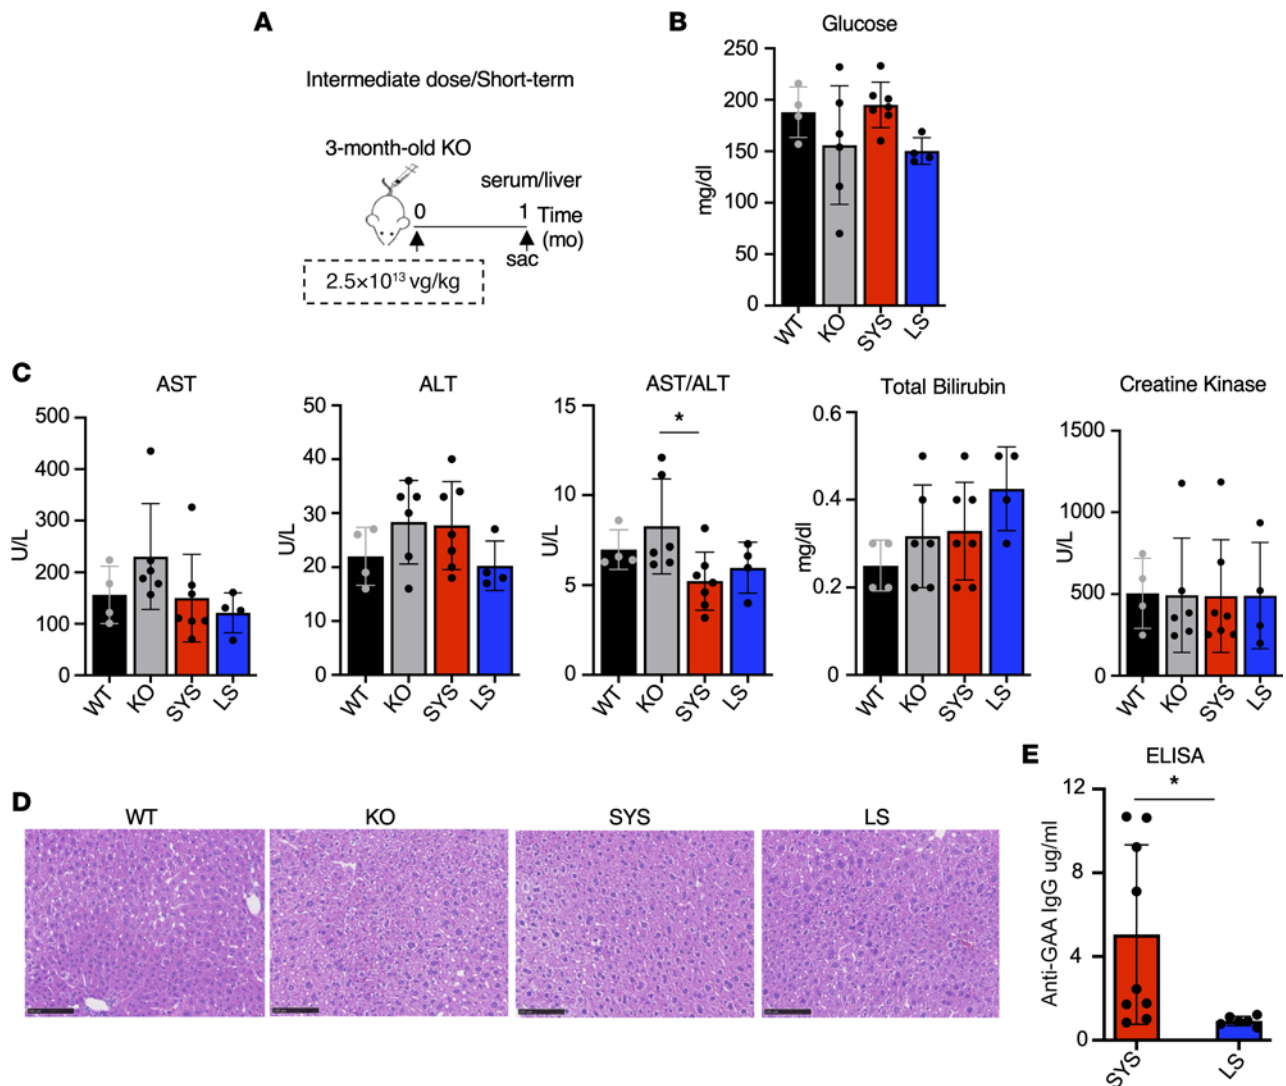 A
Intermediate dose/Short-term
3-month-old KO
serum/liver
0
1
Time
(mo)
sac
2.5×10¹³ vg/kg
B
Glucose
mg/dl
250
200
150
100
50
0
WT
KO
SYS
LS
C
AST
U/L
500
400
300
200
100
0
WT
KO
SYS
LS
ALT
U/L
50
40
30
20
10
0
WT
KO
SYS
LS
AST/ALT
U/L
15
10
5
0
*
WT
KO
SYS
LS
Total Bilirubin
mg/dl
0.6
0.4
0.2
WT
KO
SYS
LS
Creatine Kinase
U/L
1500
1000
500
0
WT
KO
SYS
LS
D
WT
KO
SYS
LS
E
ELISA
*
Anti-GAA IgG ug/ml
12
8
4
0
SYS
LS